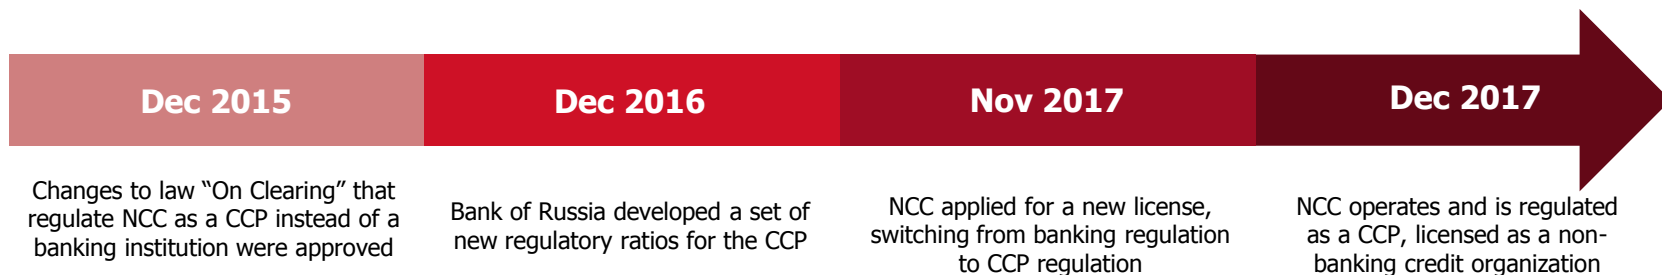 Dec 2015
Dec 2016
Nov 2017
Dec 2017
Changes to law “On Clearing” that
regulate NCC as a CCP instead of a
banking institution were approved
Bank of Russia developed a set of
new regulatory ratios for the CCP
NCC applied for a new license,
switching from banking regulation
to CCP regulation
NCC operates and is regulated
as a CCP, licensed as a non-
banking credit organization